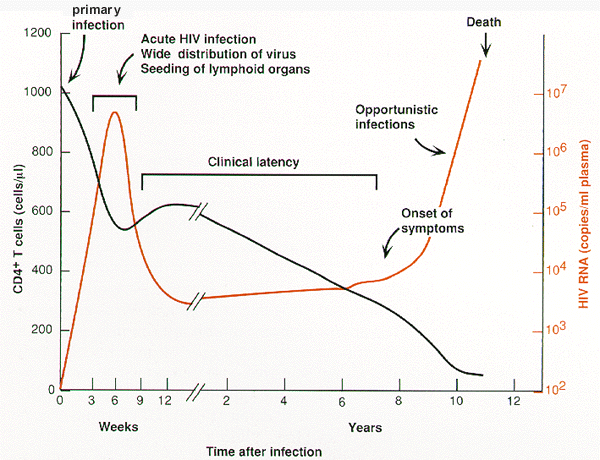 primary
infection
Acute HIV infection
Wide distribution of virus
Seeding of lymphoid organs
Death
Opportunistic
infections
Clinical latency
Onset of
symptoms
CD4+ T cells (cells/µl)
1200
1000
800
600
400
200
0
HIV RNA (copies/ml plasma)
10⁷
10⁶
10⁵
10⁴
10³
10²
0 3 6 9 12 2 4 6 8 10 12
Weeks Years
Time after infection